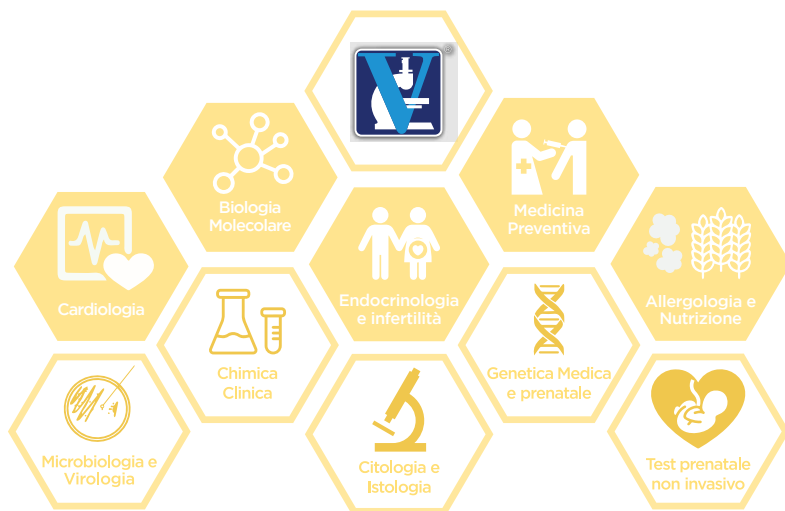 V
®
Biologia
Molecolare
Medicina
Preventiva
Cardiologia
Endocrinologia
e infertilità
Allergologia e
Nutrizione
Chimica
Clinica
Genetica Medica
e prenatale
Microbiologia e
Virologia
Citologia e
Istologia
Test prenatale
non invasivo